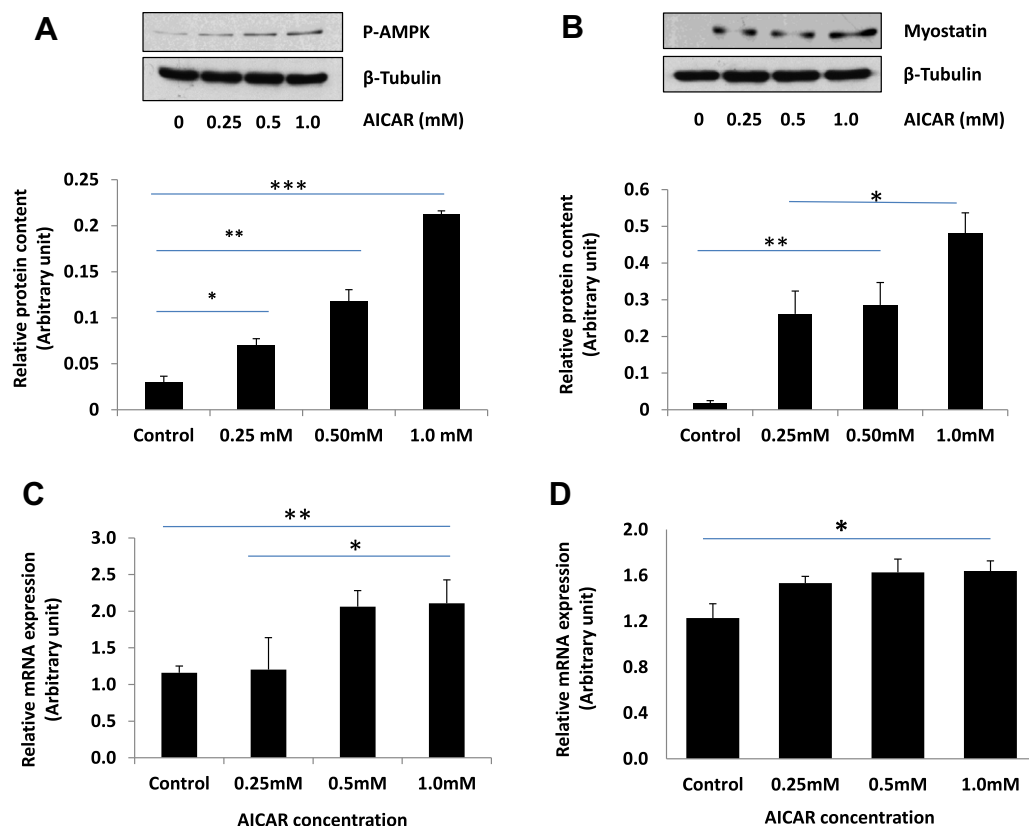 A
P-AMPK
β-Tubulin
0 0.25 0.5 1.0 AICAR (mM)
Relative protein content
(Arbitrary unit)
0.25
0.2
0.15
0.1
0.05
0
***
**
*
Control 0.25 mM 0.50mM 1.0 mM
B
Myostatin
β-Tubulin
0 0.25 0.5 1.0 AICAR (mM)
Relative protein content
(Arbitrary unit)
0.6
0.5
0.4
0.3
0.2
0.1
0
*
**
Control 0.25mM 0.50mM 1.0mM
C
Relative mRNA expression
(Arbitrary unit)
3.0
2.5
2.0
1.5
1.0
0.5
0.0
**
*
Control 0.25mM 0.5mM 1.0mM
AICAR concentration
D
Relative mRNA expression
(Arbitrary unit)
2.0
1.6
1.2
0.8
0.4
0.0
*
Control 0.25mM 0.5mM 1.0mM
AICAR concentration